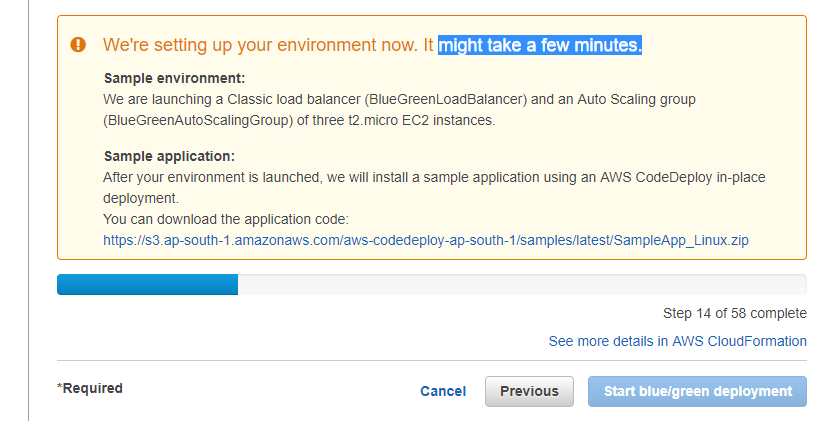 We're setting up your environment now. It might take a few minutes.
Sample environment:
We are launching a Classic load balancer (BlueGreenLoadBalancer) and an Auto Scaling group
(BlueGreenAutoScalingGroup) of three t2.micro EC2 instances.
Sample application:
After your environment is launched, we will install a sample application using an AWS CodeDeploy in-place
deployment.
You can download the application code:
https://s3.ap-south-1.amazonaws.com/aws-codedeploy-ap-south-1/samples/latest/SampleApp_Linux.zip
Step 14 of 58 complete
See more details in AWS CloudFormation
*Required Cancel Previous Start blue/green deployment